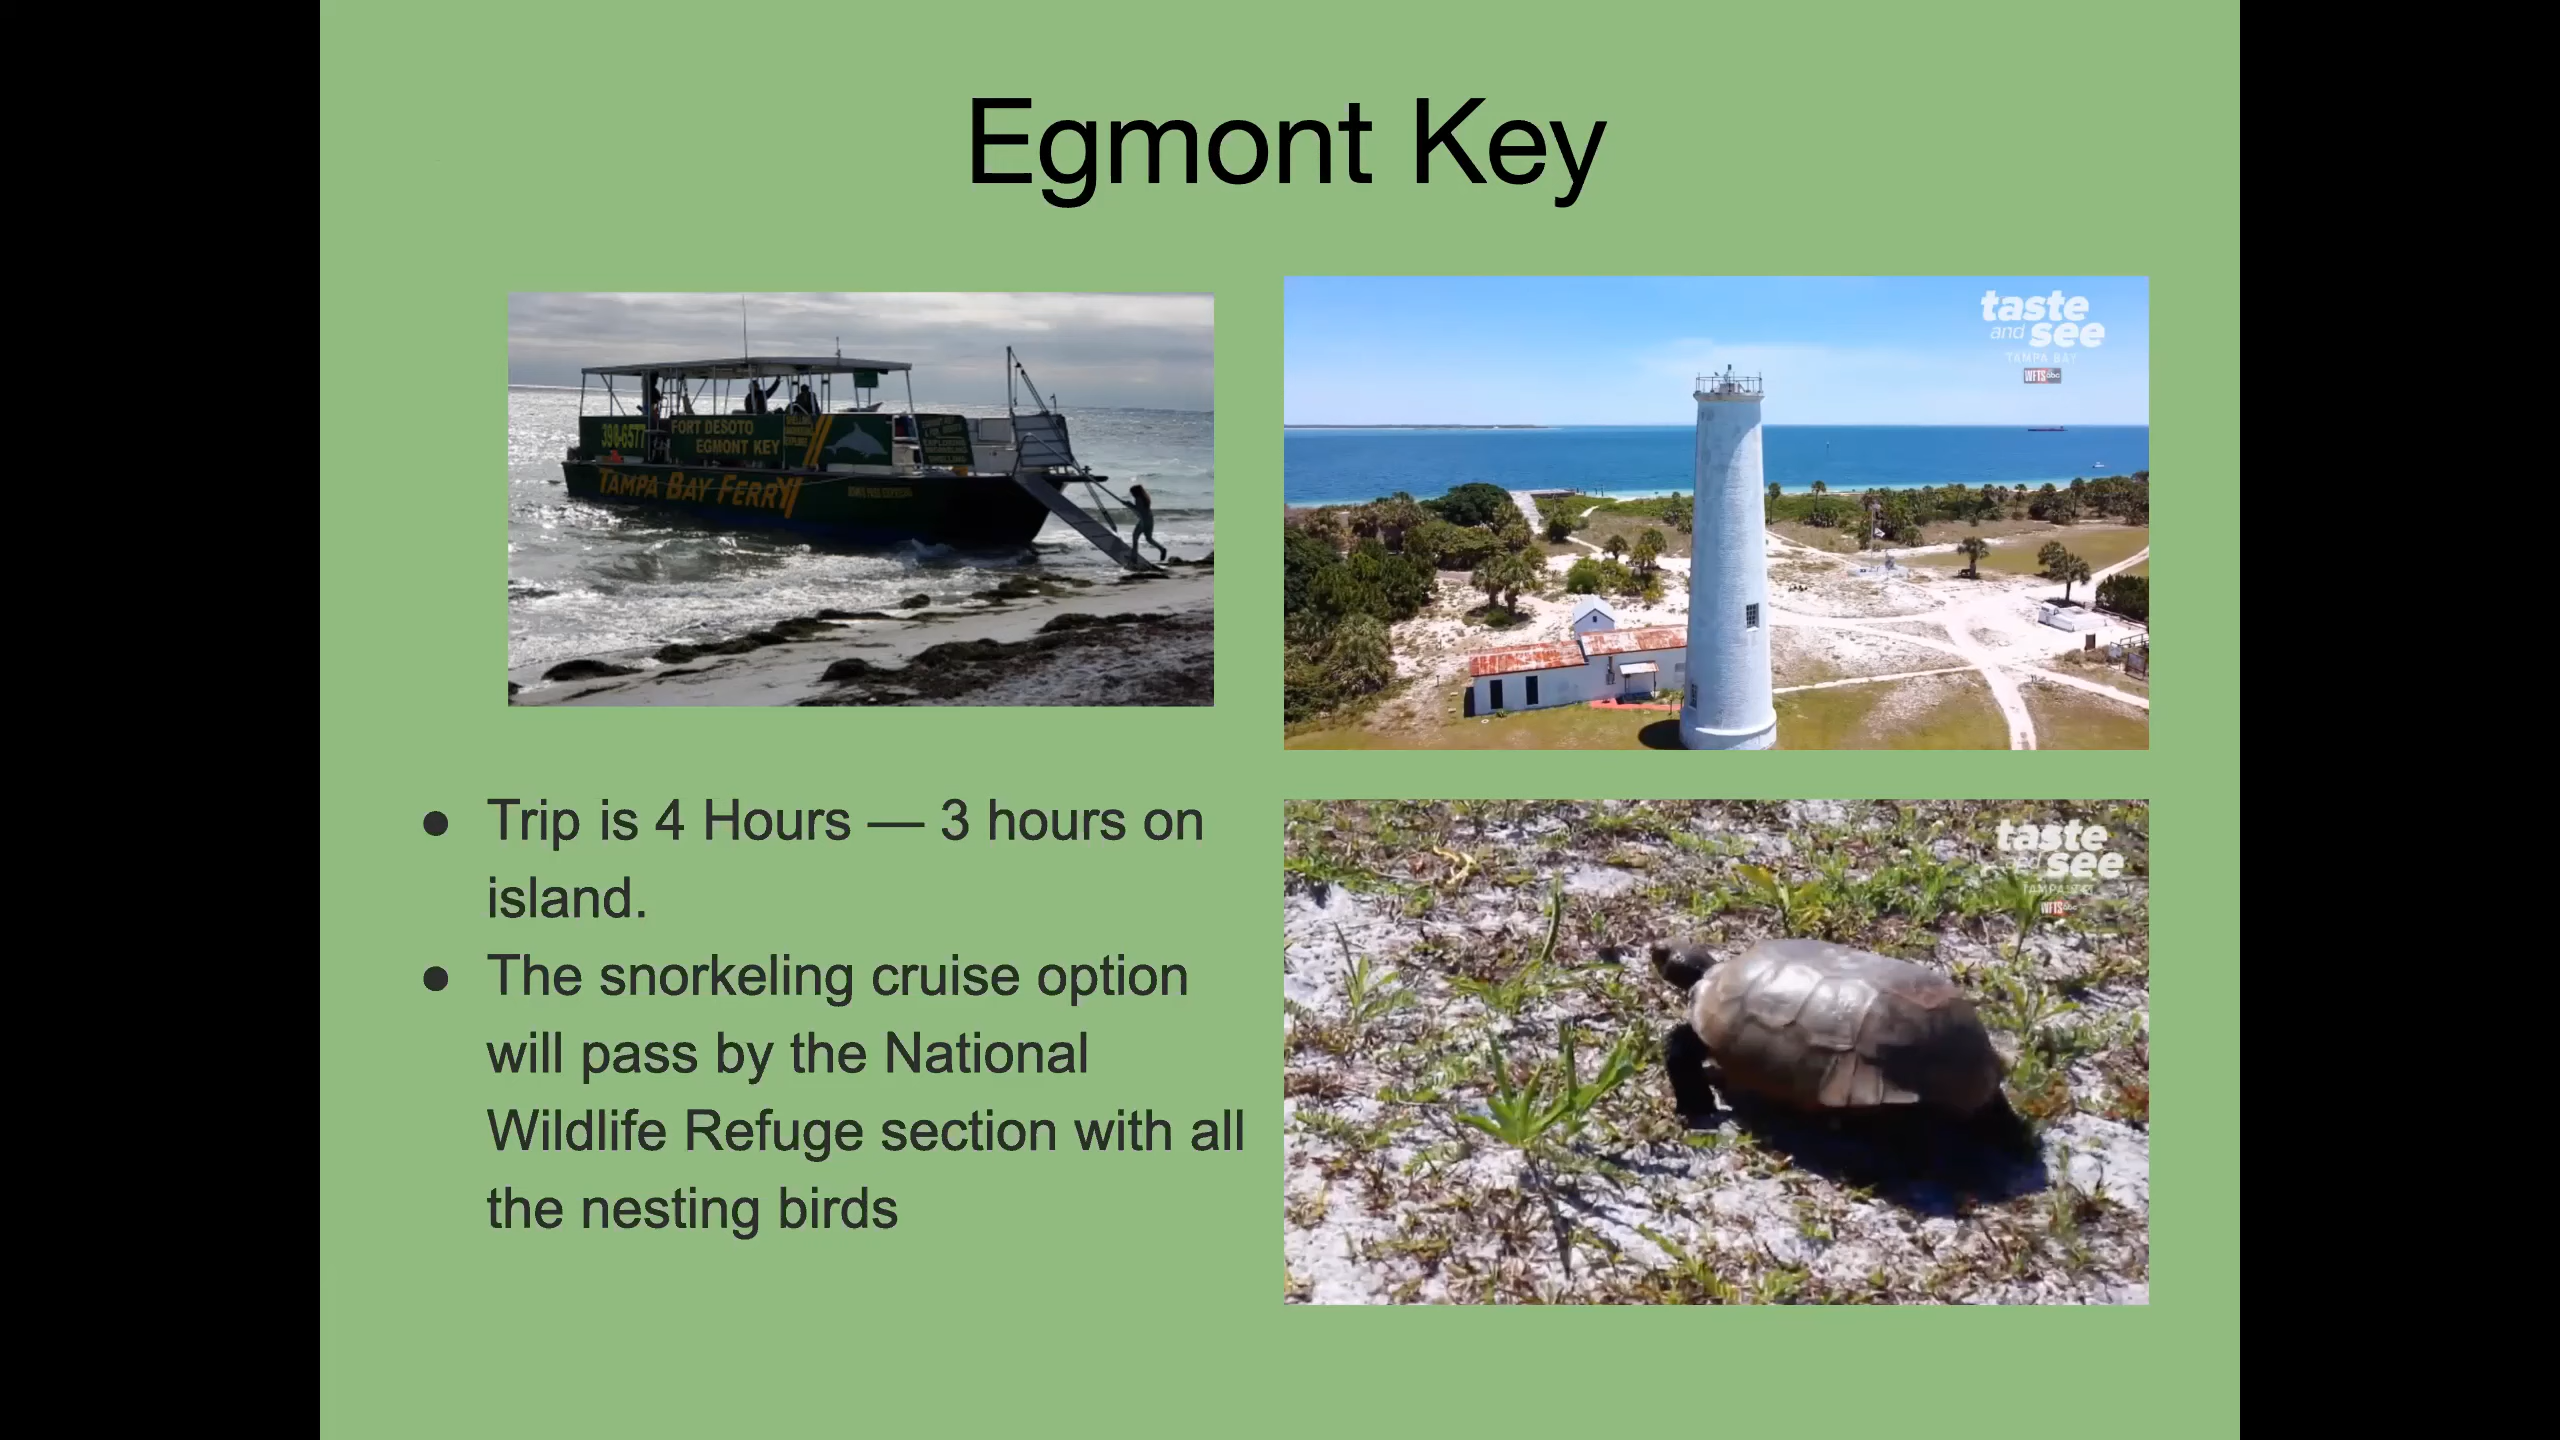 Egmont Key
398-6577
FORT DESOTO
EGMONT KEY
TAMPA BAY FERRY
taste
and see
TAMPA BAY
WFTS abc
● Trip is 4 Hours — 3 hours on
island.
● The snorkeling cruise option
will pass by the National
Wildlife Refuge section with all
the nesting birds
taste
and see
TAMPA BAY
WFTS abc